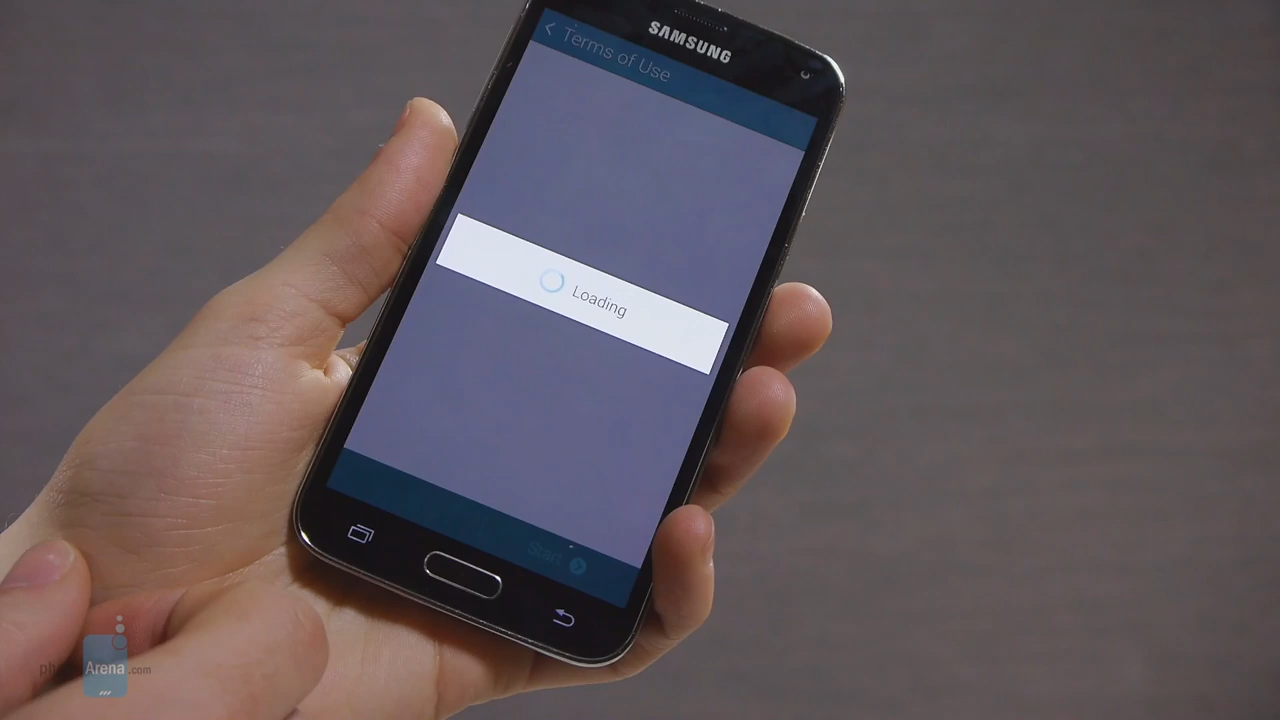 SAMSUNG
Terms of Use
Loading
Start
phoneArena.com